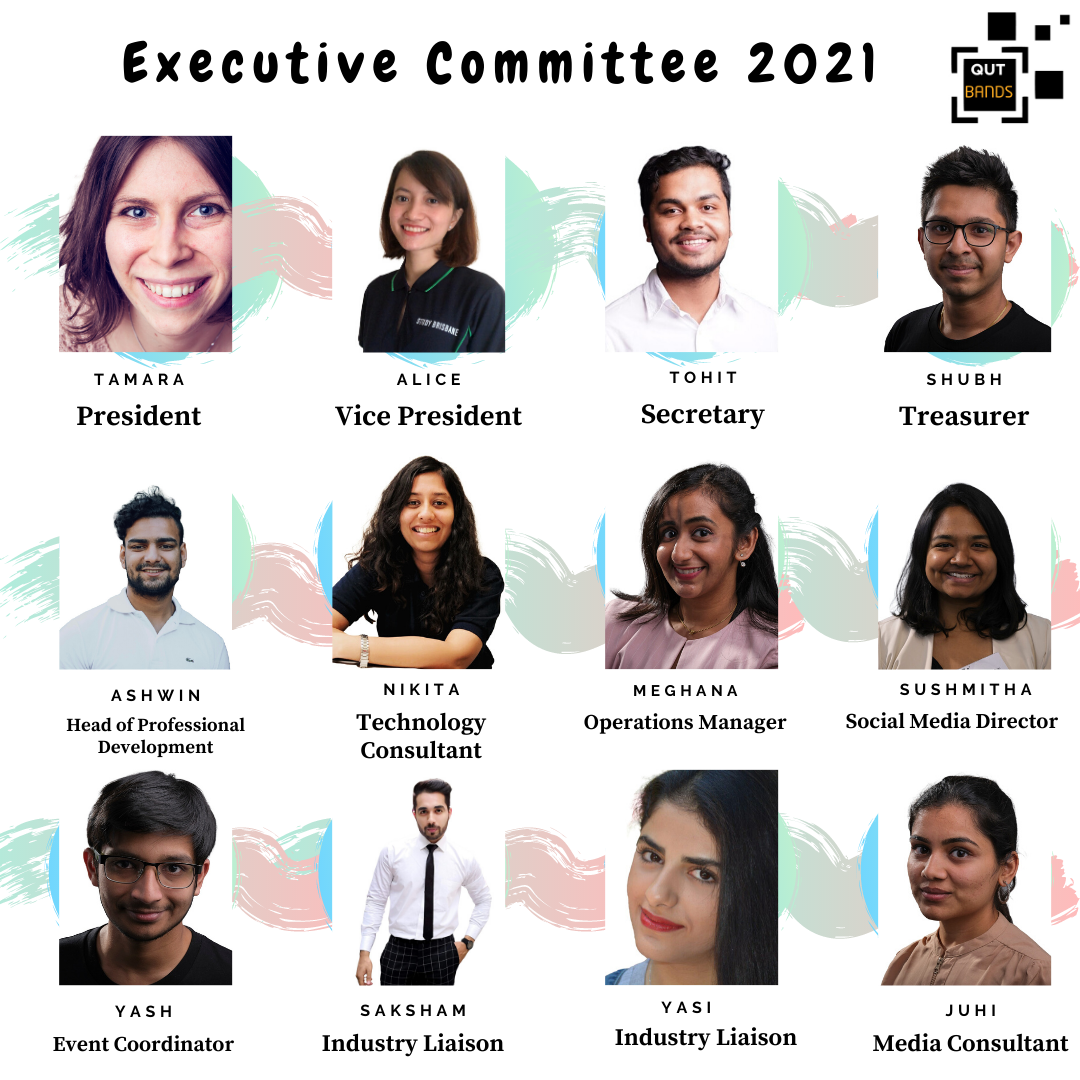 Executive Committee 2021
QUT
BANDS
STUDY BRISBANE
TAMARA
President
ALICE
Vice President
TOHIT
Secretary
SHUBH
Treasurer
ASHWIN
Head of Professional
Development
NIKITA
Technology
Consultant
MEGHANA
Operations Manager
SUSHMITHA
Social Media Director
YASH
Event Coordinator
SAKSHAM
Industry Liaison
YASI
Industry Liaison
JUHI
Media Consultant